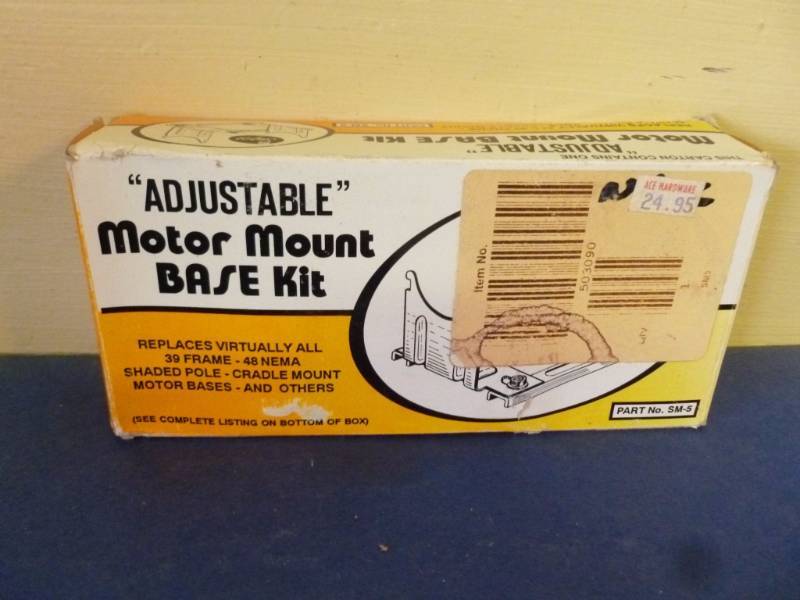 THIS CARTON CONTAINS ONE
"ADJUSTABLE"
Motor Mount BASE Kit
"ADJUSTABLE"
Motor Mount
BASE Kit
REPLACES VIRTUALLY ALL
39 FRAME - 48 NEMA
SHADED POLE - CRADLE MOUNT
MOTOR BASES - AND OTHERS
(SEE COMPLETE LISTING ON BOTTOM OF BOX)
Item No.
503090
1
ACE HARDWARE
24.95
PART No. SM-5